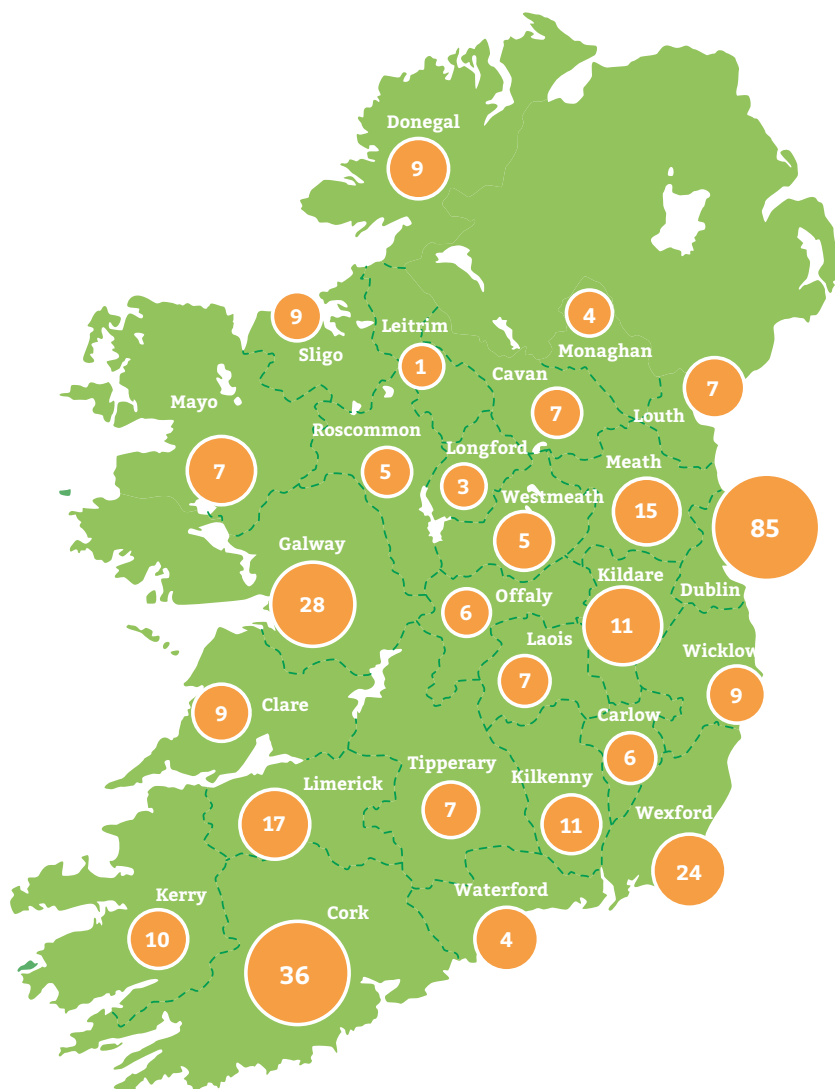 Donegal
9
9
Sligo
Leitrim
1
4
Monaghan
Cavan
7
7
Louth
Mayo
7
Roscommon
5
Longford
3
Westmeath
5
Meath
15
85
Dublin
Galway
28
Offaly
6
Kildare
11
Laois
7
Wicklow
9
Clare
9
Carlow
6
Limerick
17
Tipperary
7
Kilkenny
11
Wexford
24
Kerry
10
Cork
36
Waterford
4